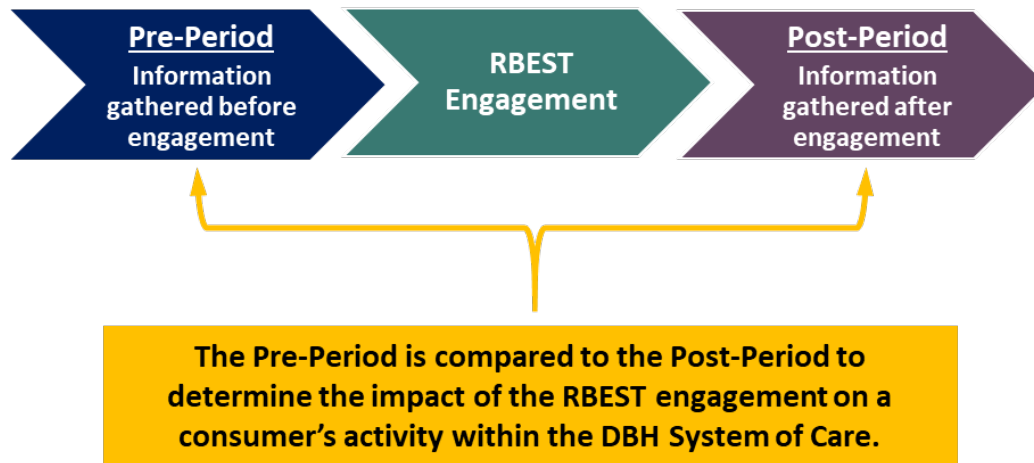 Pre-Period
Information
gathered before
engagement
RBEST
Engagement
Post-Period
Information
gathered after
engagement
The Pre-Period is compared to the Post-Period to
determine the impact of the RBEST engagement on a
consumer’s activity within the DBH System of Care.